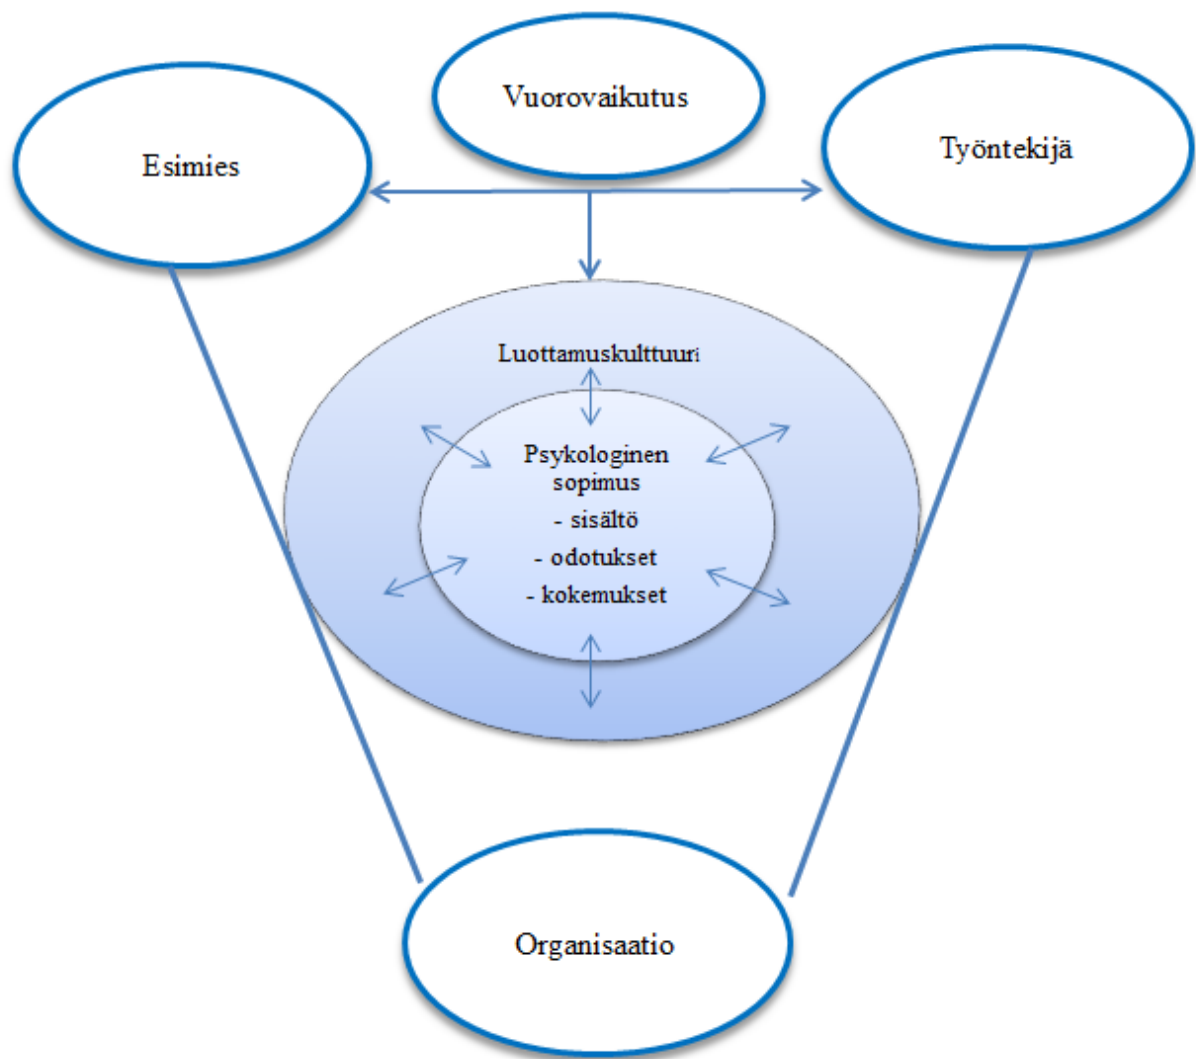 Vuorovaikutus
Esimies
Työntekijä
Luottamuskulttuuri
Psykologinen
sopimus
- sisältö
- odotukset
- kokemukset
Organisaatio